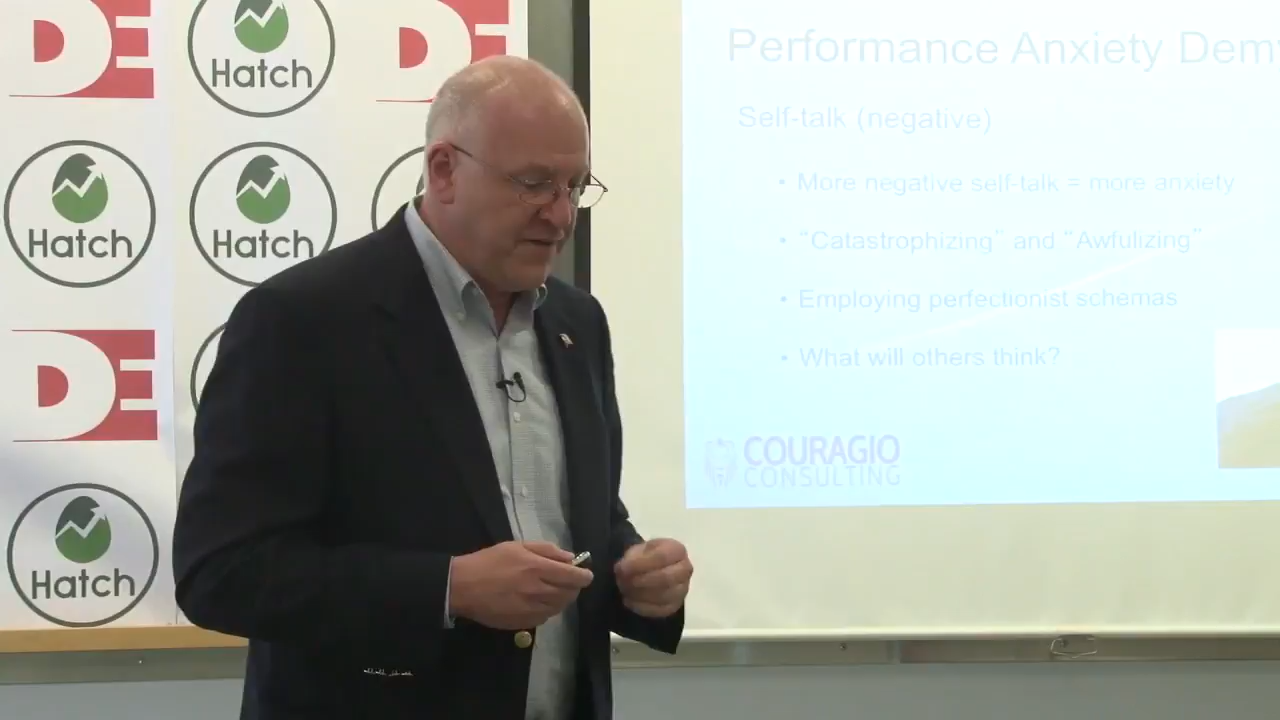 DE
Hatch
DE
Hatch
Hatch
DE
Hatch
Performance Anxiety Dem
Self-talk (negative)
• More negative self-talk = more anxiety
• “Catastrophizing” and “Awfulizing”
• Employing perfectionist schemas
• What will others think?
COURAGIO
CONSULTING